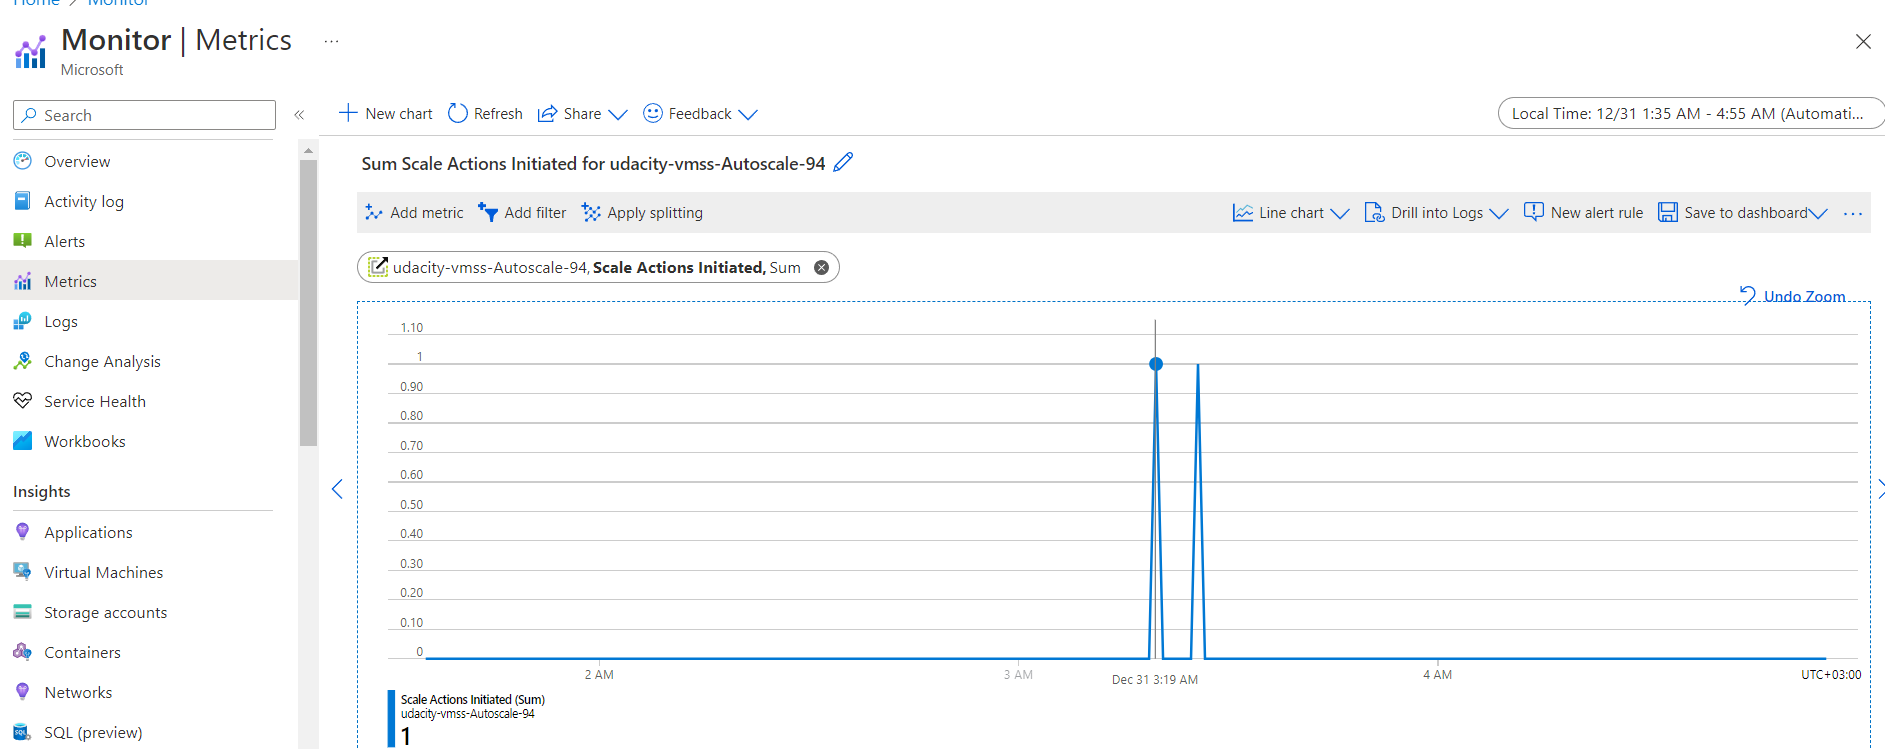 Home > Monitor
Monitor | Metrics ...
Microsoft
Search
«
Overview
Activity log
Alerts
Metrics
Logs
Change Analysis
Service Health
Workbooks
Insights
Applications
Virtual Machines
Storage accounts
Containers
Networks
SQL (preview)
New chart Refresh Share Feedback
Local Time: 12/31 1:35 AM - 4:55 AM (Automati...
Sum Scale Actions Initiated for udacity-vmss-Autoscale-94
Add metric Add filter Apply splitting Line chart Drill into Logs New alert rule Save to dashboard ...
udacity-vmss-Autoscale-94, Scale Actions Initiated, Sum
Undo Zoom
1.10
1
0.90
0.80
0.70
0.60
0.50
0.40
0.30
0.20
0.10
0
2 AM 3 AM Dec 31 3:19 AM 4 AM UTC+03:00
Scale Actions Initiated (Sum)
udacity-vmss-Autoscale-94
1
SQL